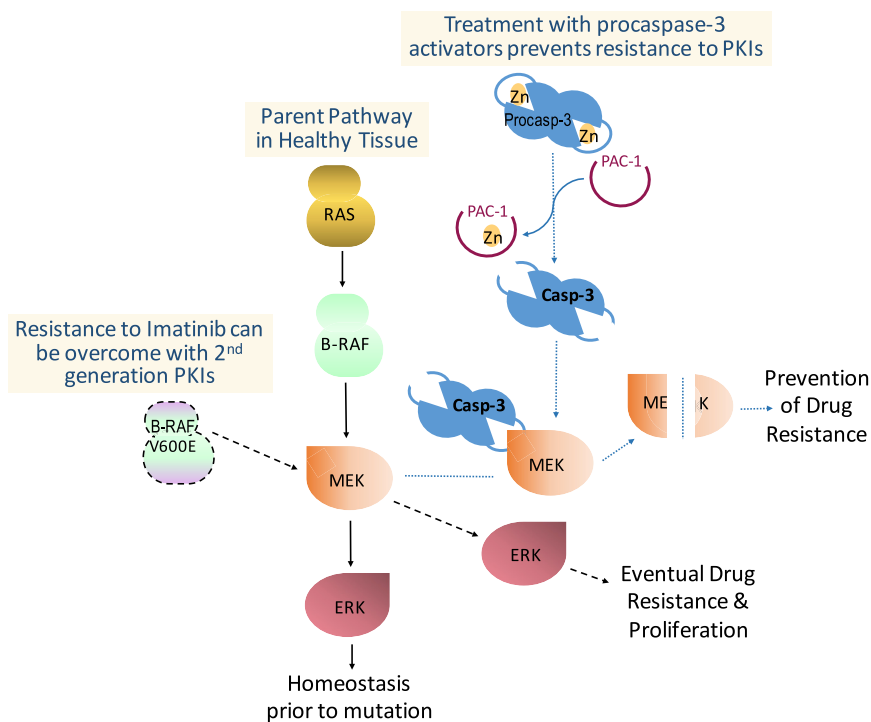 Treatment with procaspase-3
activators prevents resistance to PKIs
Zn
Procasp-3
Zn
PAC-1
PAC-1
Zn
Casp-3
Parent Pathway
in Healthy Tissue
RAS
B-RAF
Resistance to Imatinib can
be overcome with 2nd
generation PKIs
B-RAF
V600E
MEK
Casp-3
MEK
ME K
Prevention
of Drug
Resistance
ERK
Eventual Drug
Resistance &
Proliferation
ERK
Homeostasis
prior to mutation